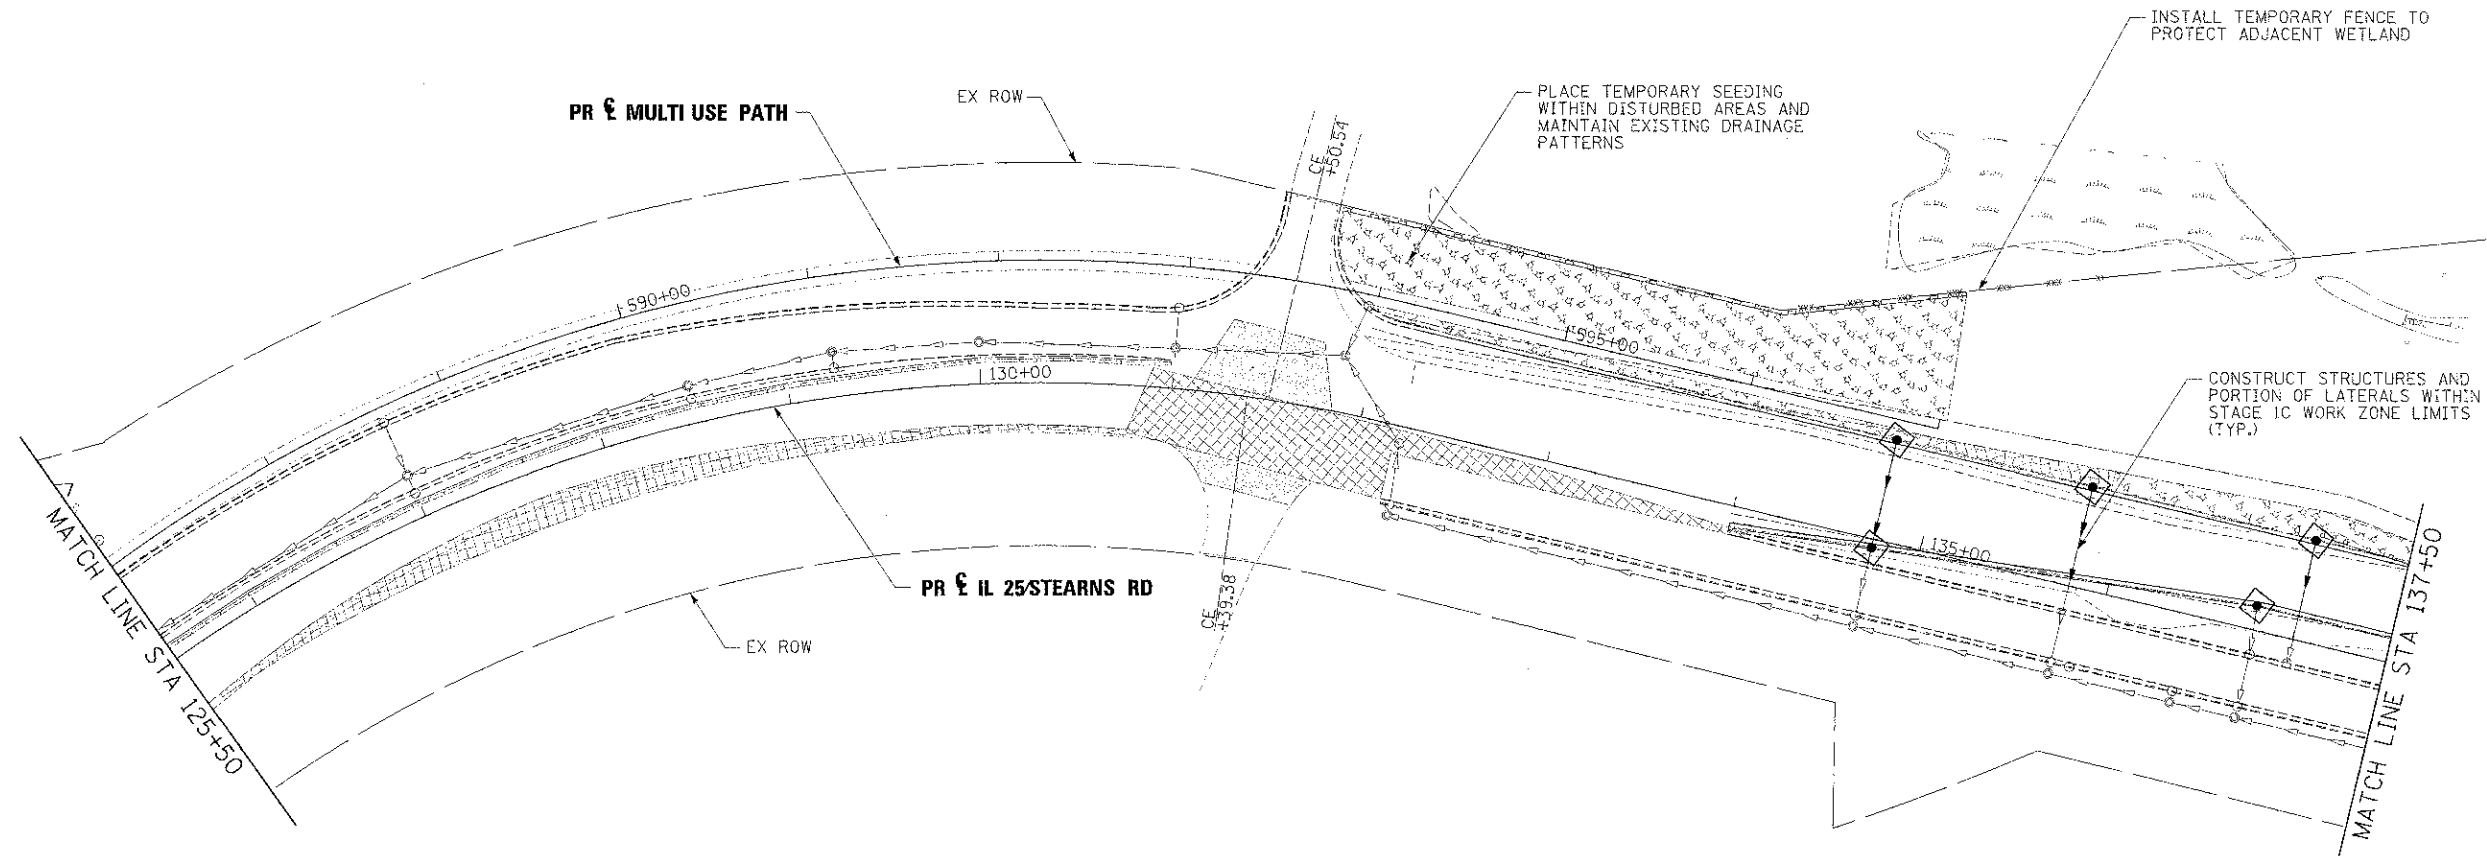 INSTALL TEMPORARY FENCE TO
PROTECT ADJACENT WETLAND
PLACE TEMPORARY SEEDING
WITHIN DISTURBED AREAS AND
MAINTAIN EXISTING DRAINAGE
PATTERNS
EX ROW
PR ℄ MULTI USE PATH
CE
+50.54
590+00
595+00
130+00
CONSTRUCT STRUCTURES AND
PORTION OF LATERALS WITHIN
STAGE 1C WORK ZONE LIMITS
(TYP.)
135+00
PR ℄ IL 25/STEARNS RD
CE
+39.38
EX ROW
MATCH LINE STA 125+50
MATCH LINE STA 137+50